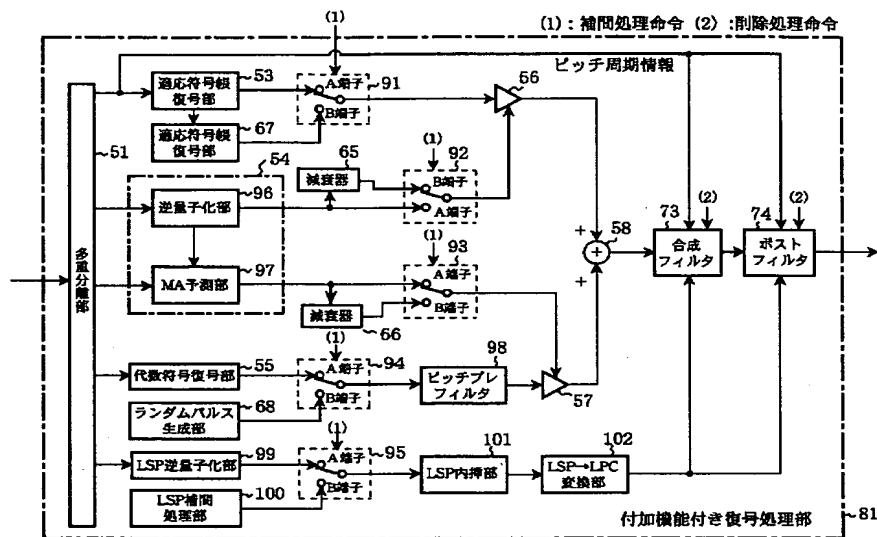 (1)：補間処理命令 (2)：削除処理命令
(1)
ピッチ周期情報
適応符号帳
復号部
53
A端子
B端子
91
56
適応符号帳
復号部
67
51
54
65
減衰器
(1)
92
B端子
A端子
逆量子化部
96
73
(2)
74
(2)
多重分離部
(1)
93
+
58
+
+
合成
フィルタ
ポスト
フィルタ
MA予測部
97
A端子
B端子
減衰器
66
(1)
94
98
代数符号復号部
55
A端子
B端子
ピッチプレ
フィルタ
57
ランダムパルス
生成部
68
(1)
95
101
102
LSP逆量子化部
99
A端子
B端子
LSP内挿部
LSP→LPC
変換部
LSP補間
処理部
100
付加機能付き復号処理部
81